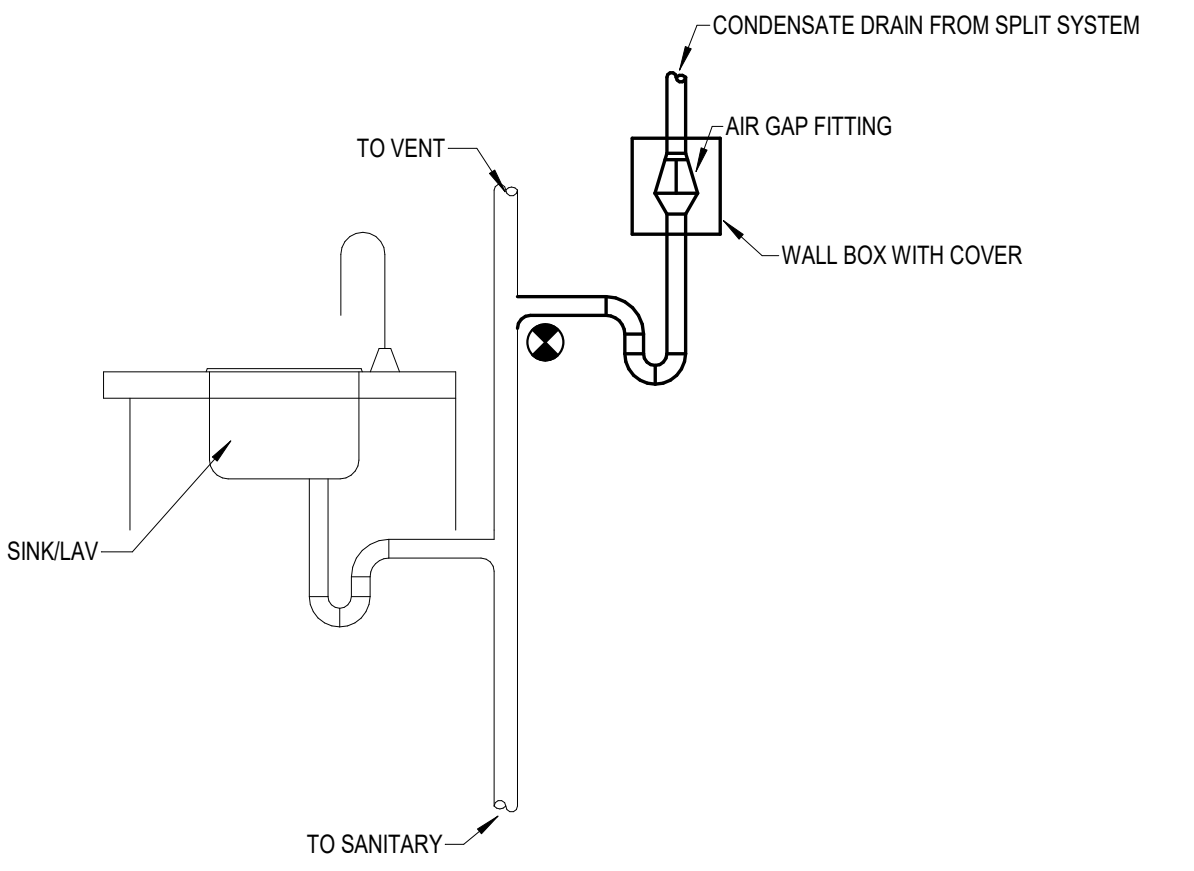 CONDENSATE DRAIN FROM SPLIT SYSTEM
AIR GAP FITTING
TO VENT
WALL BOX WITH COVER
SINK/LAV
TO SANITARY